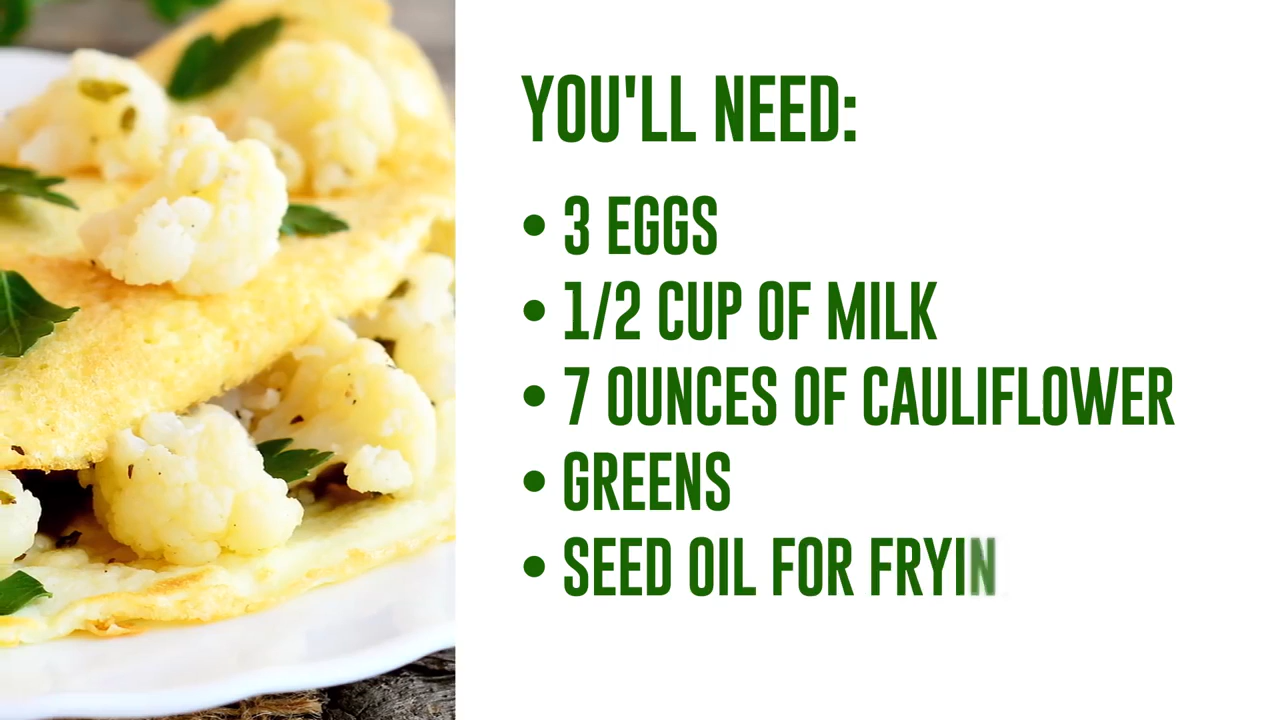 YOU'LL NEED:
• 3 EGGS
• 1/2 CUP OF MILK
• 7 OUNCES OF CAULIFLOWER
• GREENS
• SEED OIL FOR FRYIN